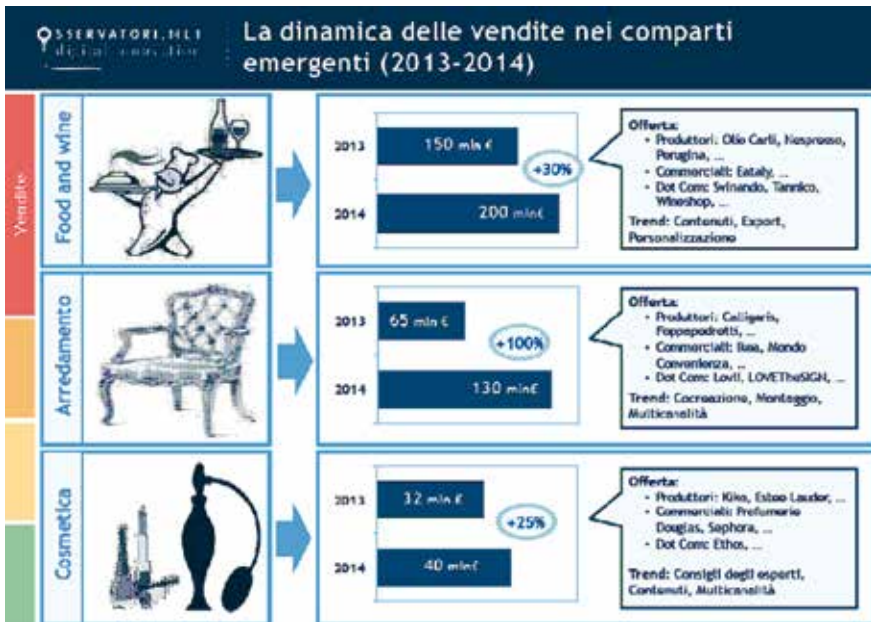 OSSERVATORI.NET
digital innovation
La dinamica delle vendite nei comparti
emergenti (2013-2014)
Vendite
Food and wine
2013
150 mln €
+30%
2014
200 mln€
Offerta:
• Produttori: Olio Carli, Nespresso,
Perugina, ...
• Commerciali: Eataly, ...
• Dot Com: Svinando, Tannico,
Wineshop, ...
Trend: Contenuti, Export,
Personalizzazione
Arredamento
2013
65 mln €
+100%
2014
130 mln€
Offerta:
• Produttori: Calligaris,
Foppapedretti, ...
• Commerciali: Ikea, Mondo
Convenienza, ...
• Dot Com: Lovli, LOVETheSIGN, ...
Trend: Cocreazione, Montaggio,
Multicanalità
Cosmetica
2013
32 mln €
+25%
2014
40 mln€
Offerta:
• Produttori: Kiko, Estee Lauder, ...
• Commerciali: Profumerie
Douglas, Sephora, ...
• Dot Com: Ethos, ...
Trend: Consigli degli esperti,
Contenuti, Multicanalità